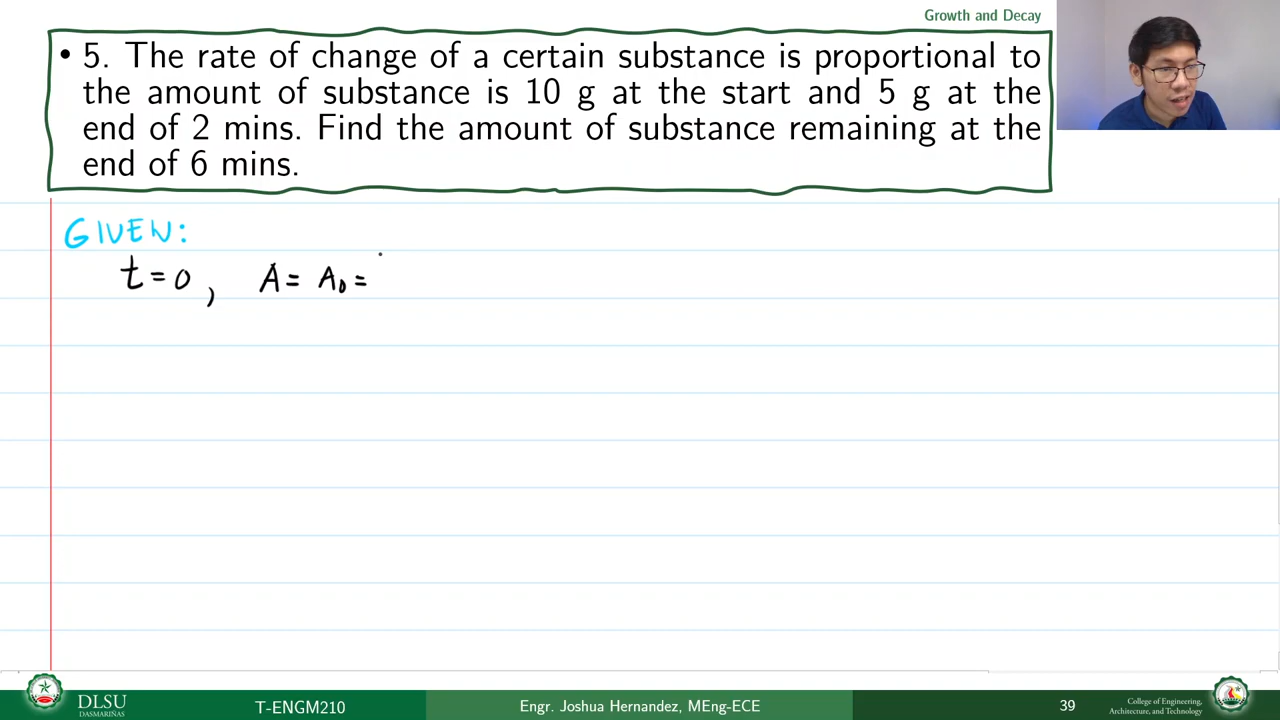 Growth and Decay
• 5. The rate of change of a certain substance is proportional to
the amount of substance is 10 g at the start and 5 g at the
end of 2 mins. Find the amount of substance remaining at the
end of 6 mins.
GIVEN:
t = 0 , A = A₀ =
DLSU
DASMARIÑAS
T-ENGM210
Engr. Joshua Hernandez, MEng-ECE
39
College of Engineering,
Architecture, and Technology